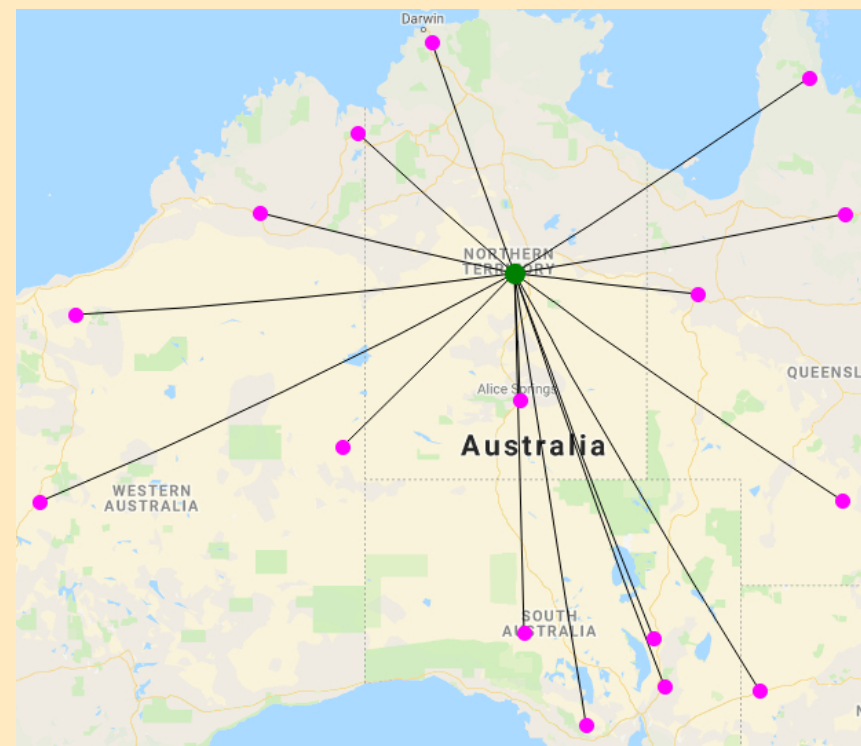 Darwin
NORTHERN
TERRITORY
QUEENSL
Alice Springs
Australia
WESTERN
AUSTRALIA
SOUTH
AUSTRALIA
N